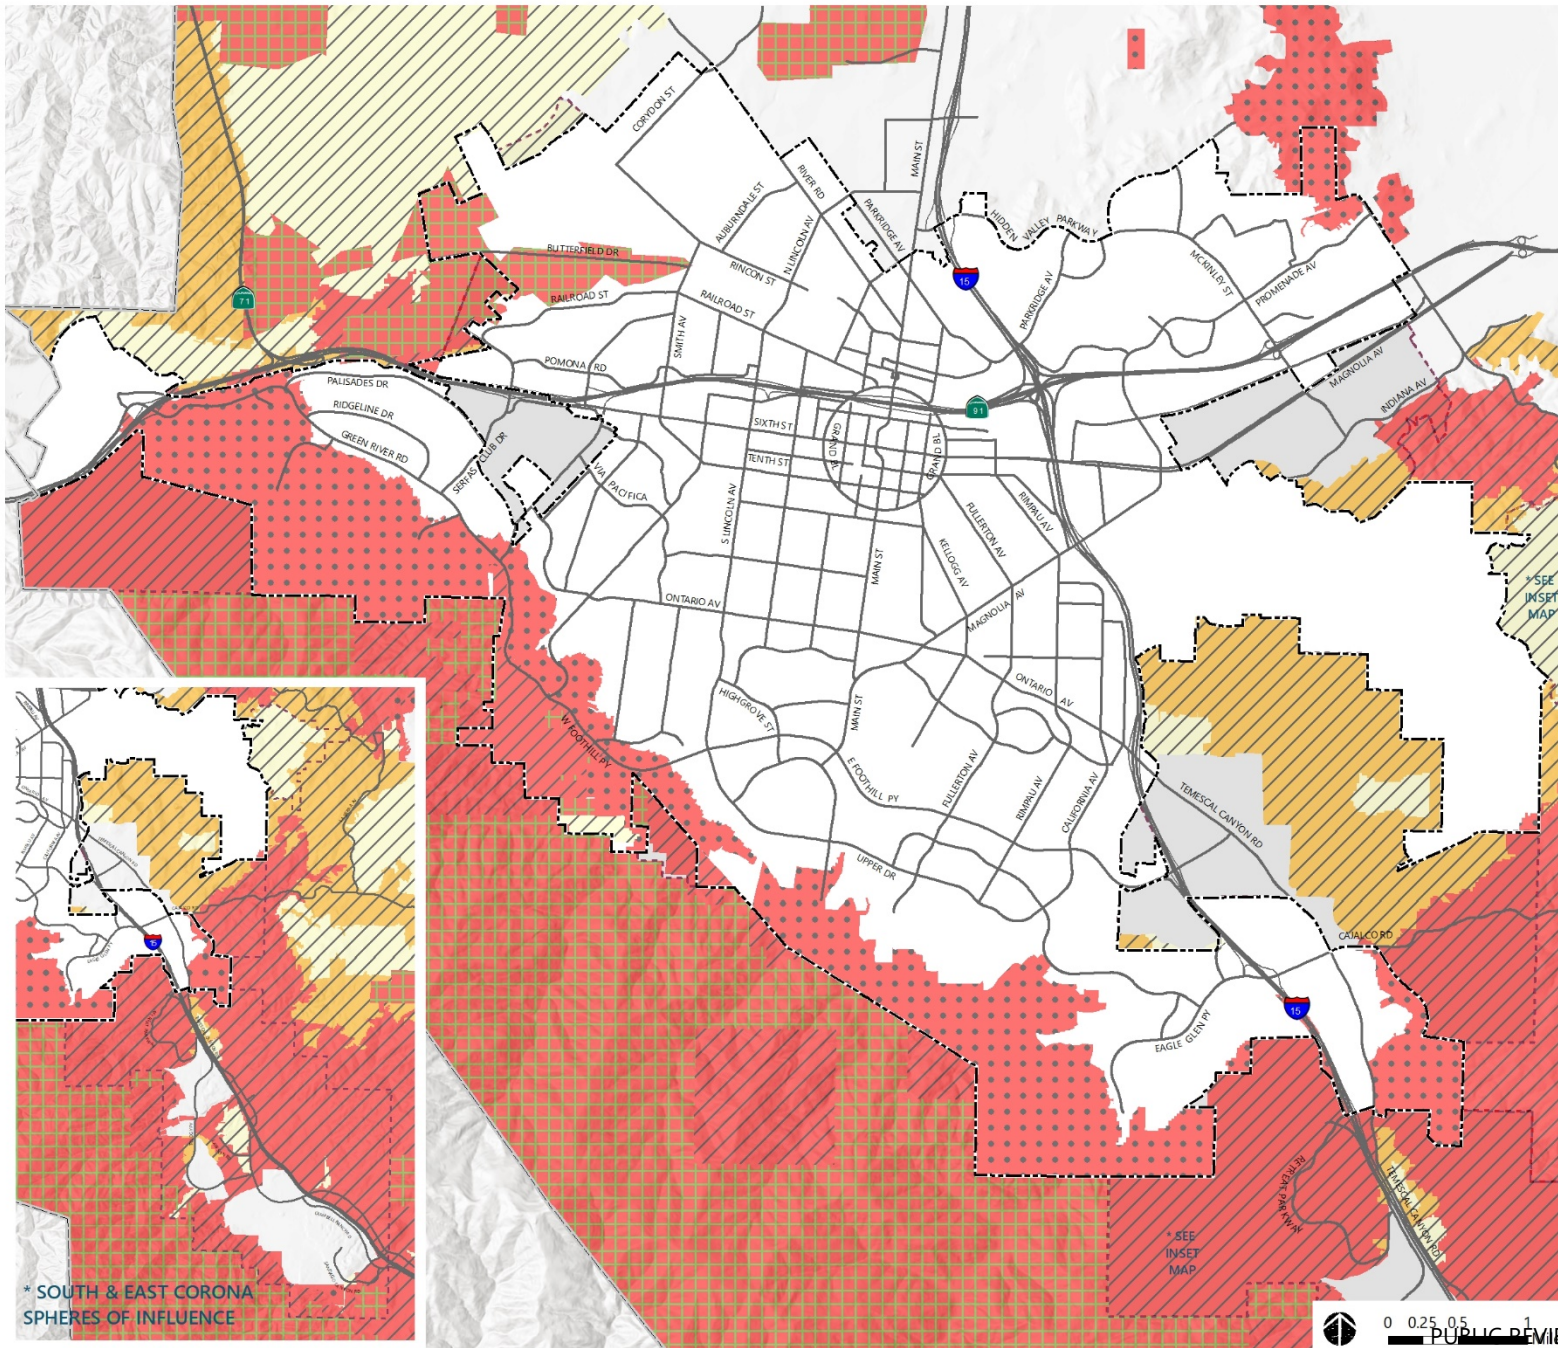 CORYDON ST
MAIN ST
RIVER RD
AUBURNDALE ST
PARKRIDGE AV
N LINCOLN AV
HIDDEN VALLEY PARKWAY
BUTTERFIELD DR
RINCON ST
MCKINLEY ST
PROMENADE AV
15
71
PARKRIDGE AV
RAILROAD ST
RAILROAD ST
SMITH AV
POMONA RD
MAGNOLIA AV
PALISADES DR
INDIANA AV
RIDGELINE DR
91
SIXTH ST
GRAND BL
GRAND BL
GREEN RIVER RD
SERFAS CLUB DR
TENTH ST
VIA PACIFICA
S LINCOLN AV
RIMPAU AV
FULLERTON AV
KELLOGG AV
MAIN ST
* SEE
INSET
MAP
ONTARIO AV
MAGNOLIA AV
ONTARIO AV
HIGHGROVE ST
MAIN ST
W FOOTHILL PY
E FOOTHILL PY
FULLERTON AV
RIMPAU AV
CALIFORNIA AV
TEMESCAL CANYON RD
UPPER DR
CAJALCO RD
15
15
EAGLE GLEN PY
RETREAT PARKWAY
TEMESCAL CANYON RD
* SEE
INSET
MAP
* SOUTH & EAST CORONA
SPHERES OF INFLUENCE
0 0.25 0.5 1
PUBLIC REVIE